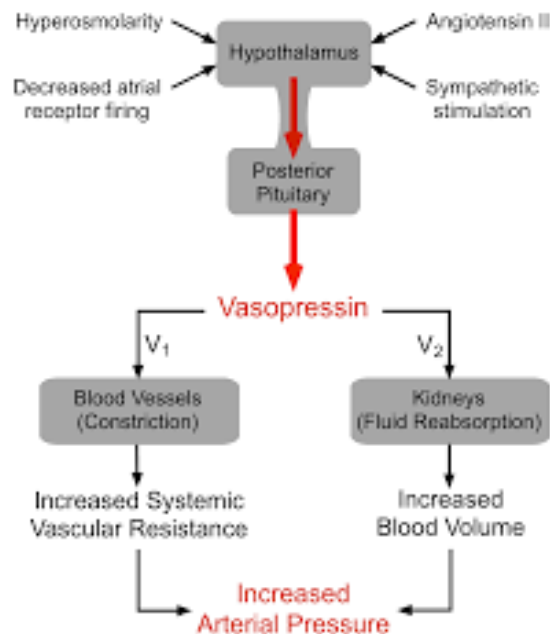 Hyperosmolarity
Angiotensin II
Hypothalamus
Decreased atrial
receptor firing
Sympathetic
stimulation
Posterior
Pituitary
Vasopressin
V₁
V₂
Blood Vessels
(Constriction)
Kidneys
(Fluid Reabsorption)
Increased Systemic
Vascular Resistance
Increased
Blood Volume
Increased
Arterial Pressure